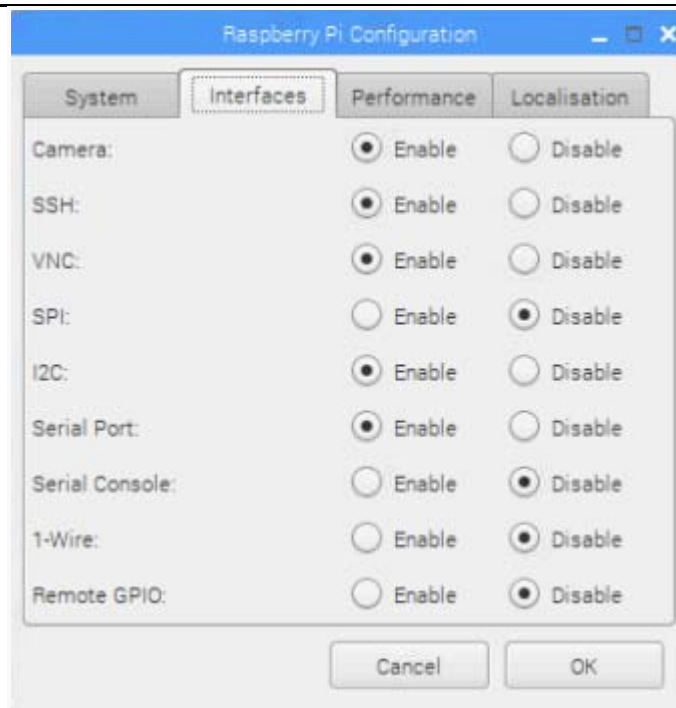 Raspberry Pi Configuration
System Interfaces Performance Localisation
Camera: Enable Disable
SSH: Enable Disable
VNC: Enable Disable
SPI: Enable Disable
I2C: Enable Disable
Serial Port: Enable Disable
Serial Console: Enable Disable
1-Wire: Enable Disable
Remote GPIO: Enable Disable
Cancel OK